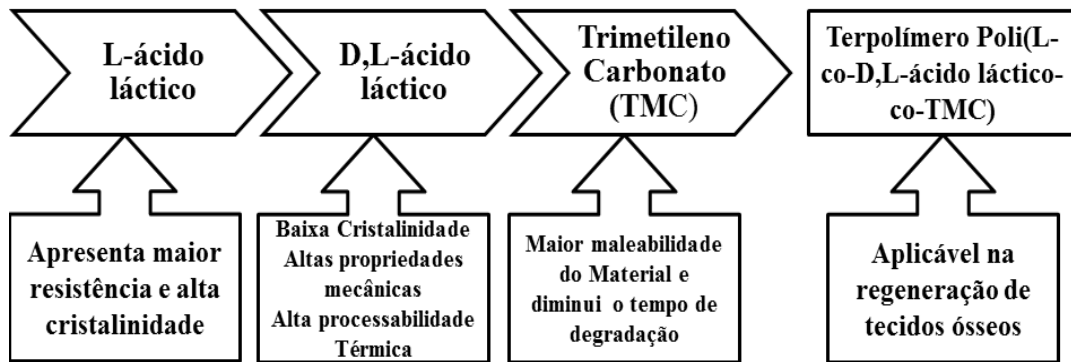 L-ácido
láctico
D,L-ácido
láctico
Trimetileno
Carbonato
(TMC)
Terpolímero Poli(L-
co-D,L-ácido láctico-
co-TMC)
Apresenta maior
resistência e alta
cristalinidade
Baixa Cristalinidade
Altas propriedades
mecânicas
Alta processabilidade
Térmica
Maior maleabilidade
do Material e
diminui o tempo de
degradação
Aplicável na
regeneração de
tecidos ósseos